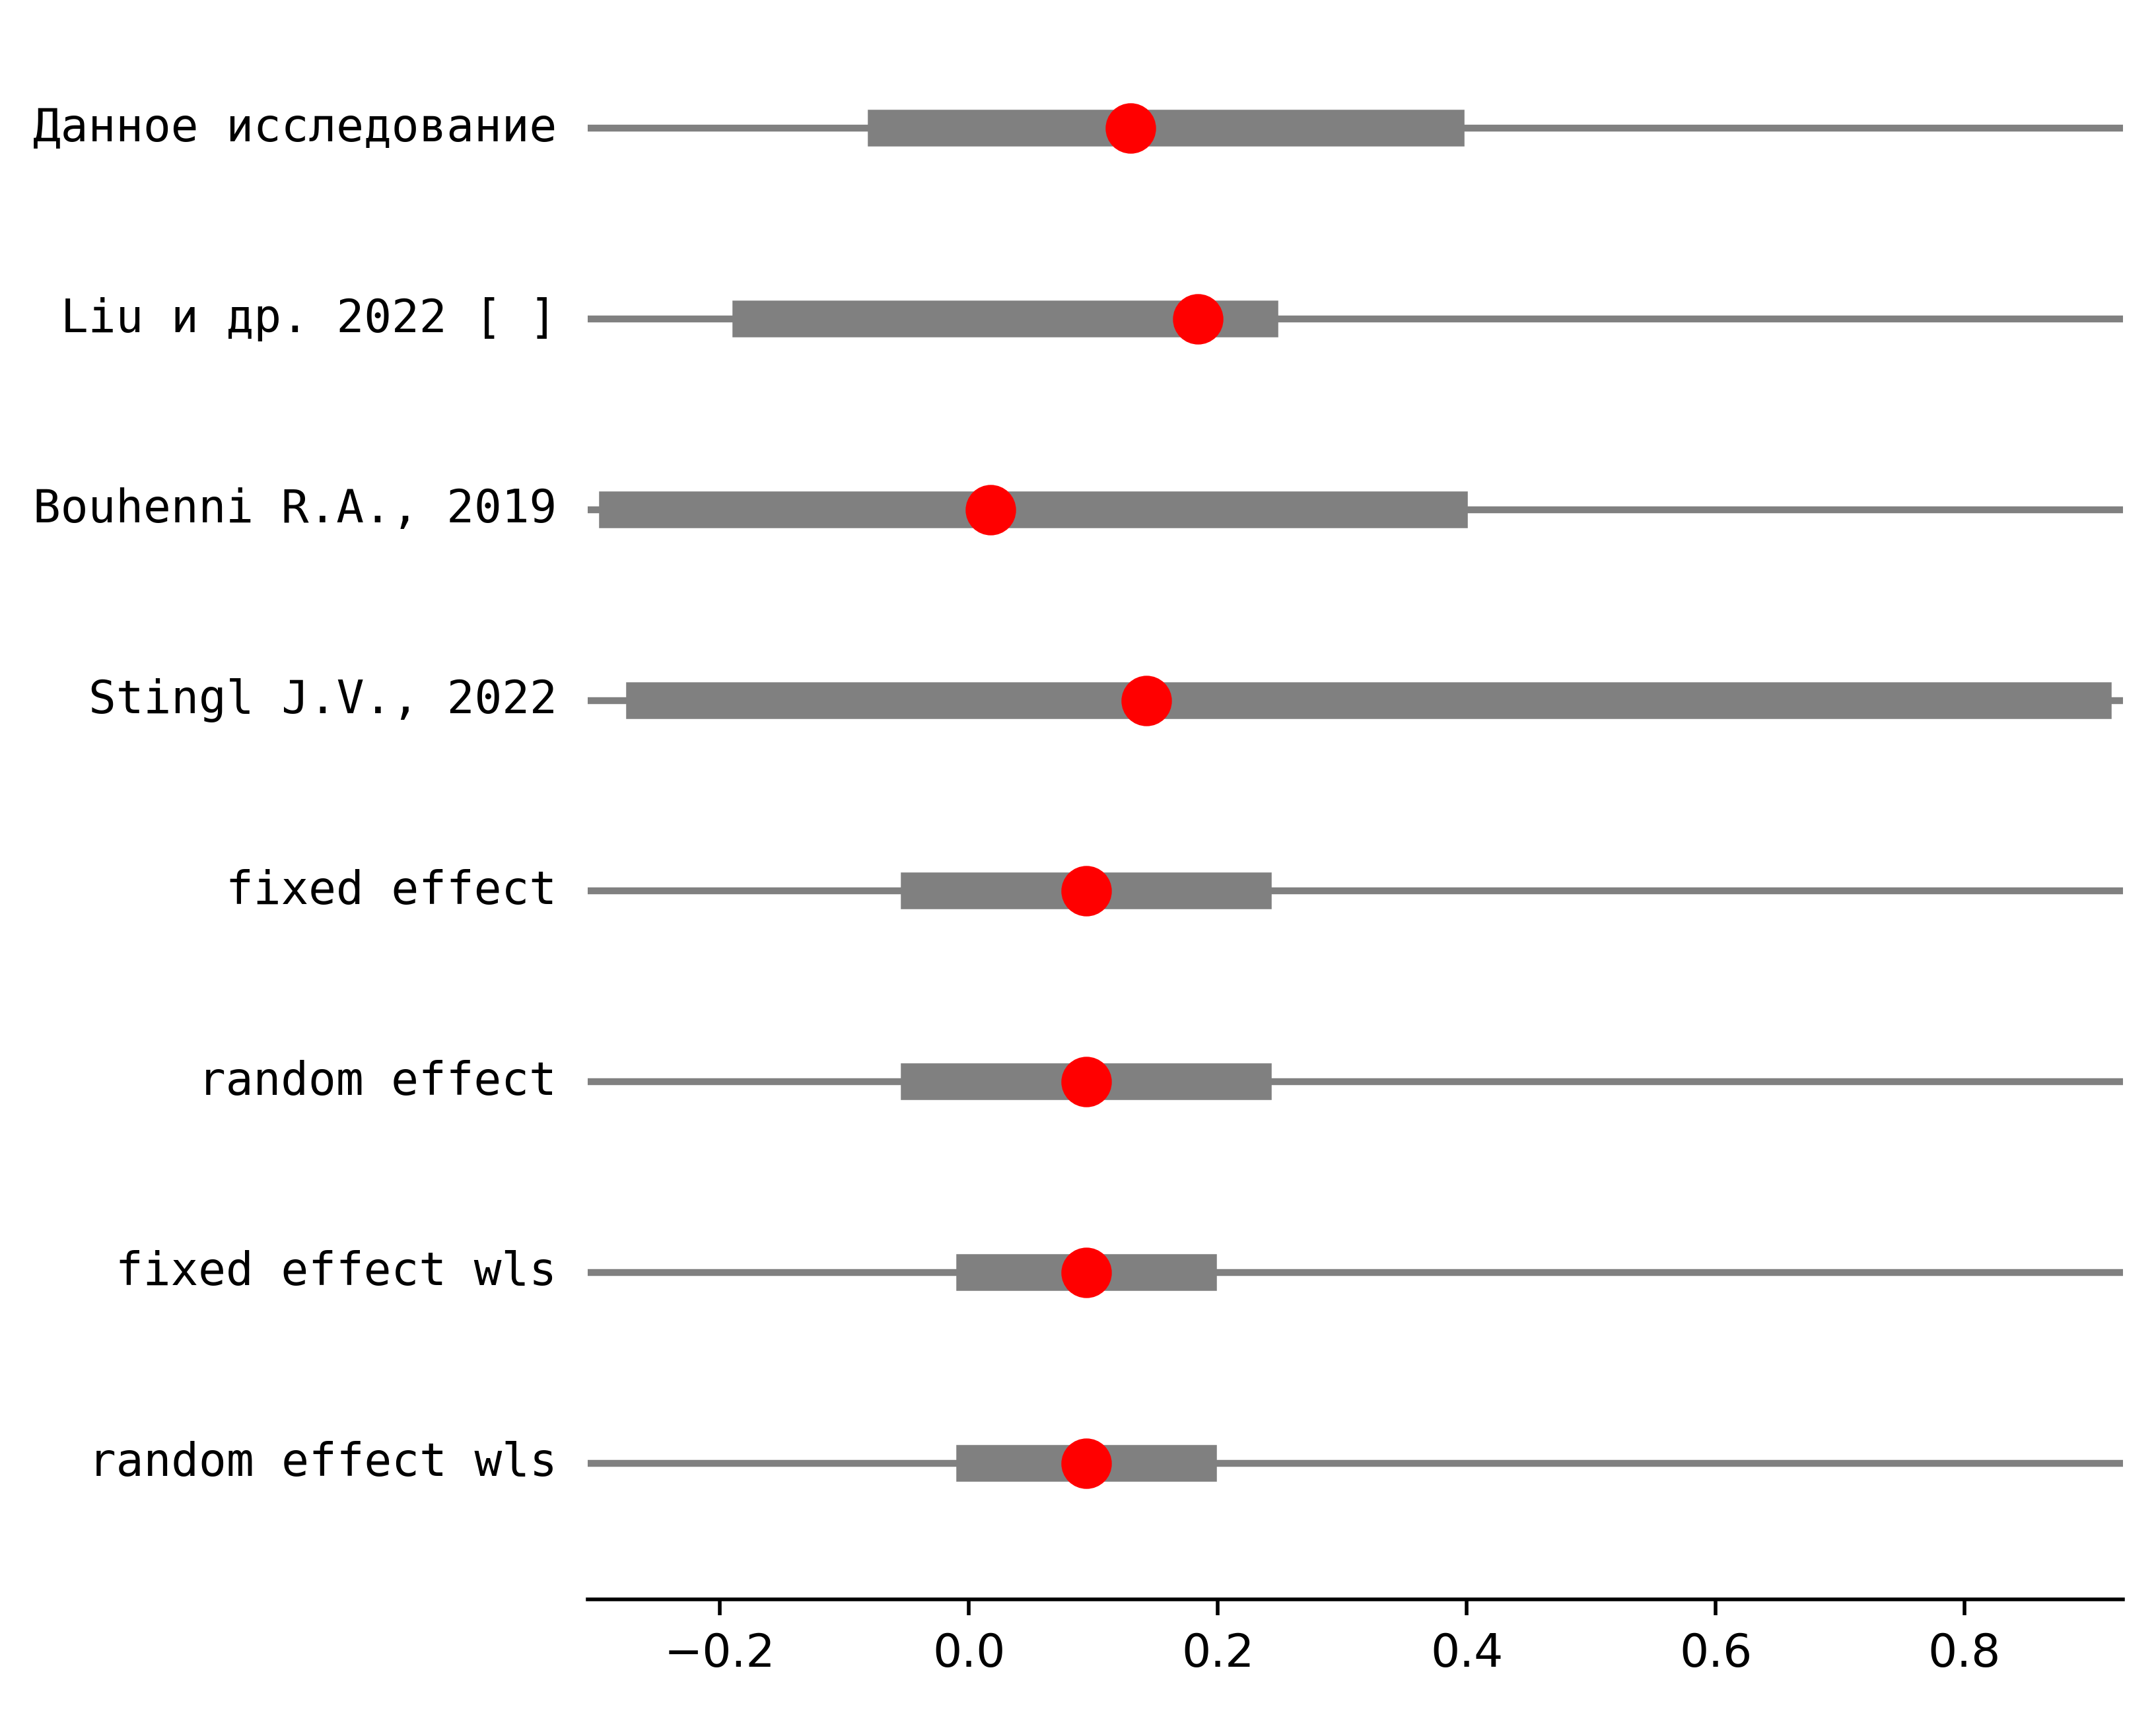 Данное исследование
Liu и др. 2022 [ ]
Bouhenni R.A., 2019
Stingl J.V., 2022
fixed effect
random effect
fixed effect wls
random effect wls
−0.2 0.0 0.2 0.4 0.6 0.8